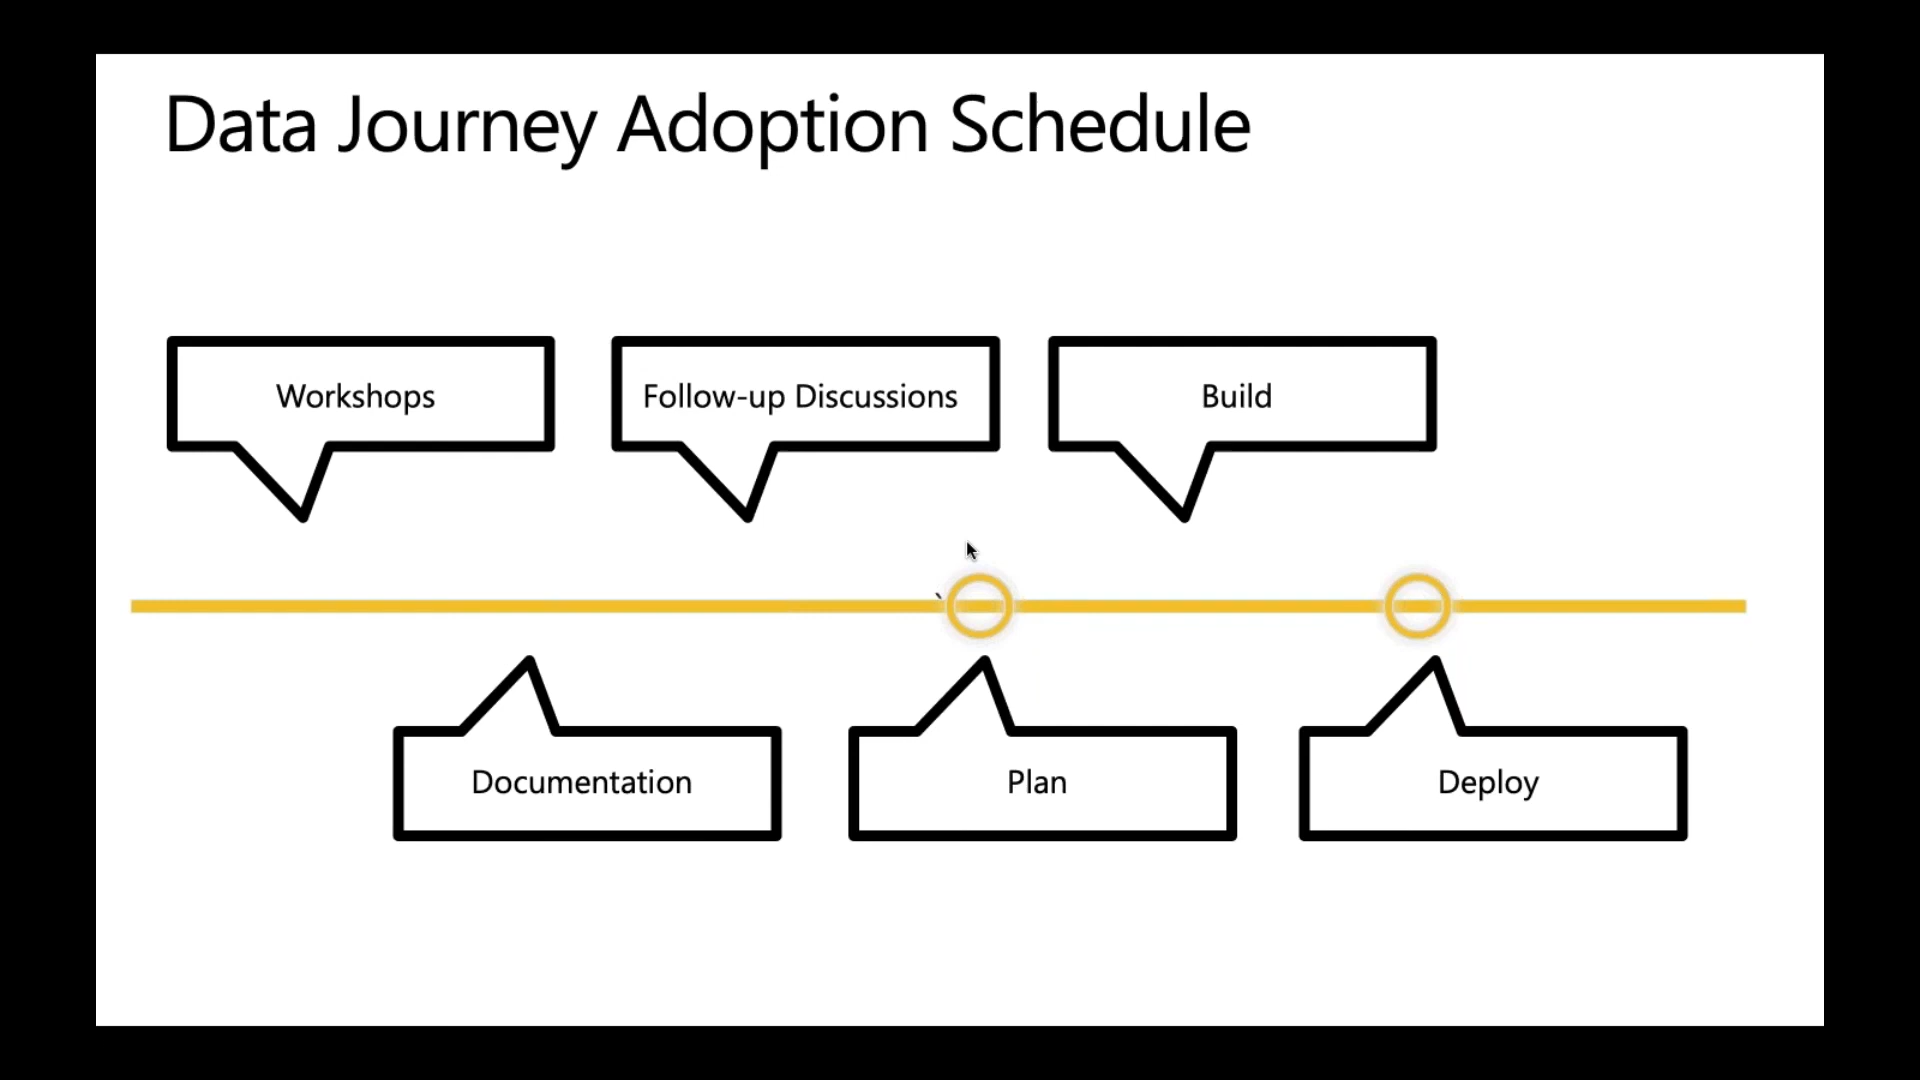 Data Journey Adoption Schedule
Workshops
Follow-up Discussions
Build
`
Documentation
Plan
Deploy